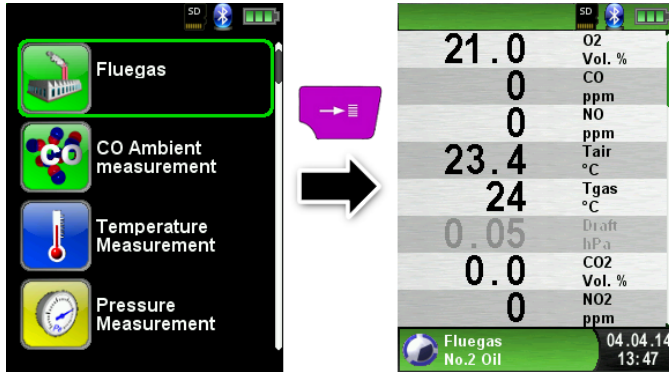 SD
Fluegas
CO
CO Ambient
measurement
Temperature
Measurement
Pressure
Measurement
SD
21.0 O2
Vol. %
0 CO
ppm
0 NO
ppm
23.4 Tair
°C
24 Tgas
°C
0.05 Draft
hPa
0.0 CO2
Vol. %
0 NO2
ppm
Fluegas 04.04.14
No.2 Oil 13:47